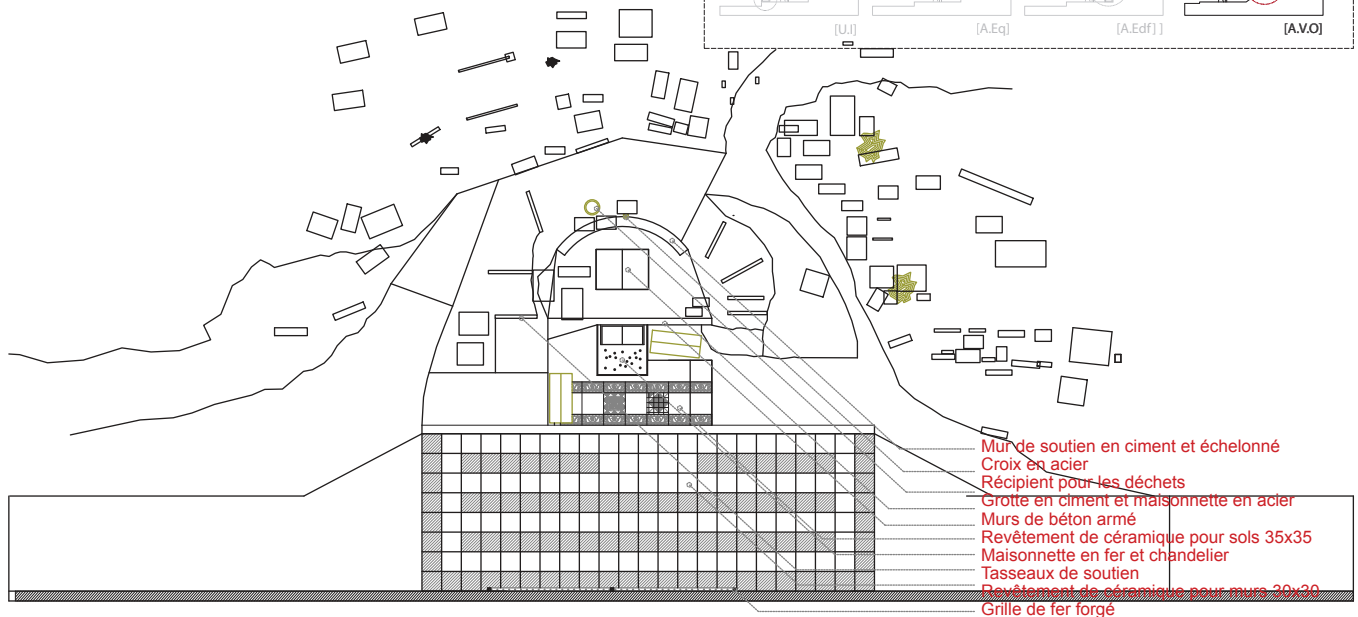 [U.I]
[A.Eq]
[A.Edf] ]
[A.V.O]
Mur de soutien en ciment et échelonné
Croix en acier
Récipient pour les déchets
Grotte en ciment et maisonnette en acier
Murs de béton armé
Revêtement de céramique pour sols 35x35
Maisonnette en fer et chandelier
Tasseaux de soutien
Revêtement de céramique pour murs 30x30
Grille de fer forgé